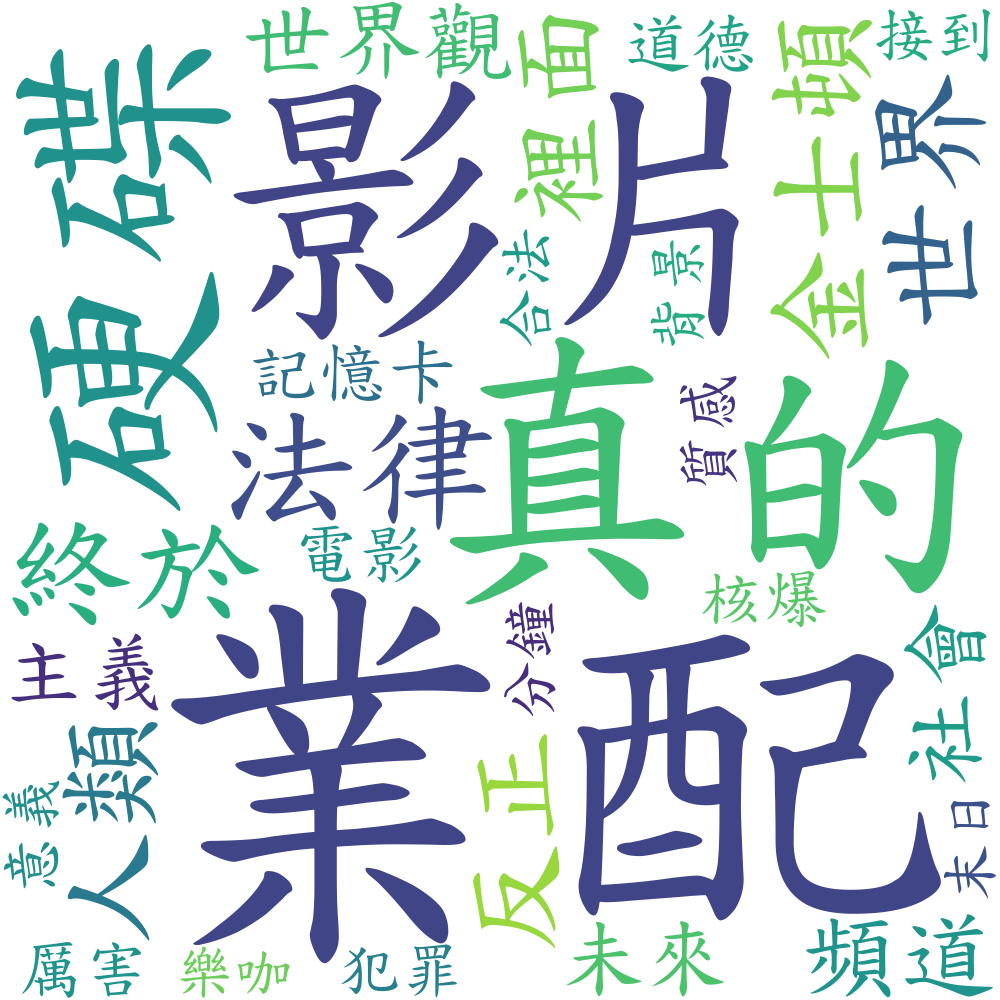 世界觀
裡面
道德
金士頓
接到
硬碟
影片
世界
合法
背景
記憶卡
法律
真的
質感
終於
電影
核爆
業配
分鐘
主義
社會
人類
反正
意義
末日
厲害
樂咖
犯罪
未來
頻道